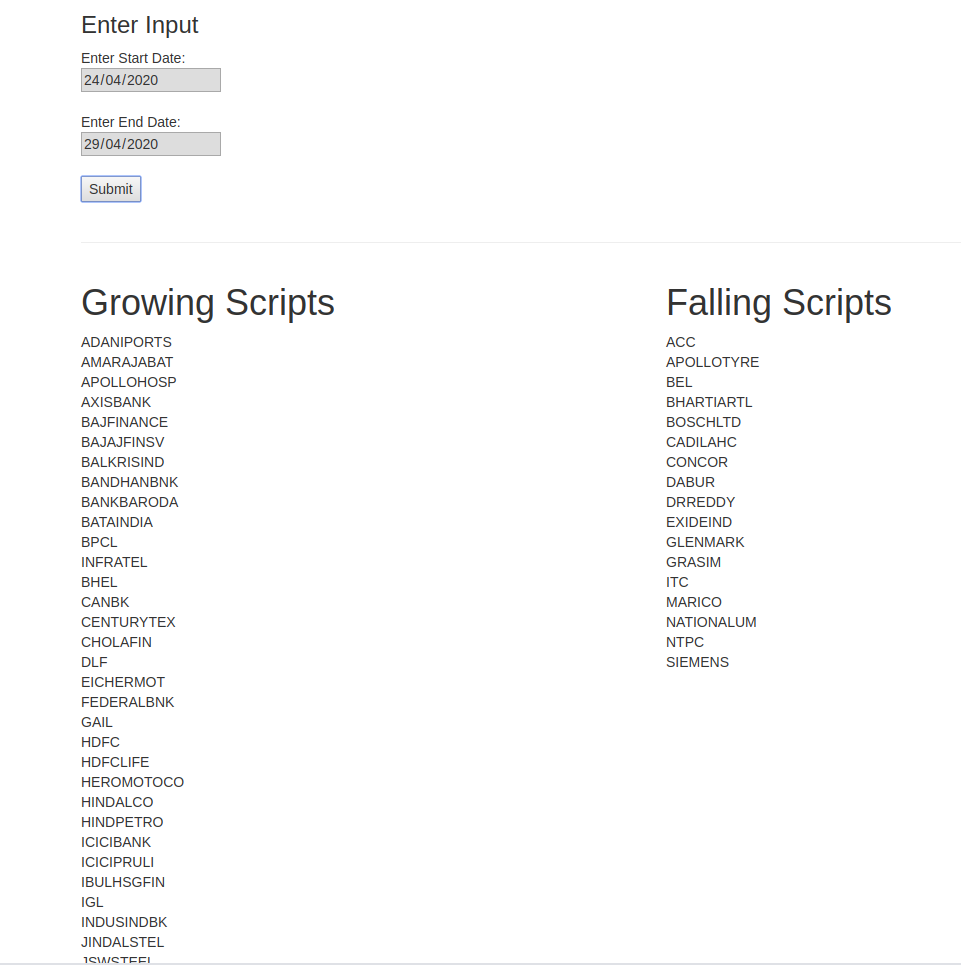 Enter Input
Enter Start Date:
24/04/2020
Enter End Date:
29/04/2020
Submit
Growing Scripts
ADANIPORTS
AMARAJABAT
APOLLOHOSP
AXISBANK
BAJFINANCE
BAJAJFINSV
BALKRISIND
BANDHANBNK
BANKBARODA
BATAINDIA
BPCL
INFRATEL
BHEL
CANBK
CENTURYTEX
CHOLAFIN
DLF
EICHERMOT
FEDERALBNK
GAIL
HDFC
HDFCLIFE
HEROMOTOCO
HINDALCO
HINDPETRO
ICICIBANK
ICICIPRULI
IBULHSGFIN
IGL
INDUSINDBK
JINDALSTEL
JSWSTEEL
Falling Scripts
ACC
APOLLOTYRE
BEL
BHARTIARTL
BOSCHLTD
CADILAHC
CONCOR
DABUR
DRREDDY
EXIDEIND
GLENMARK
GRASIM
ITC
MARICO
NATIONALUM
NTPC
SIEMENS